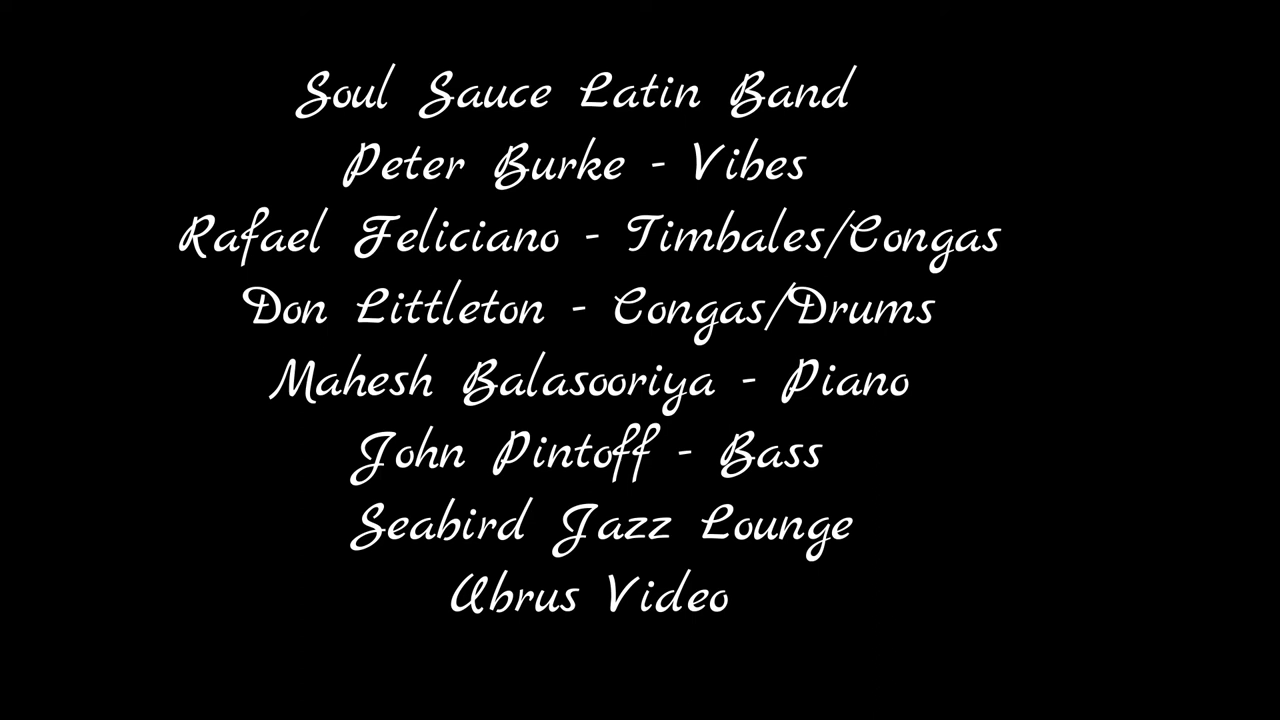 Soul Sauce Latin Band
Peter Burke - Vibes
Rafael Feliciano - Timbales/Congas
Don Littleton - Congas/Drums
Mahesh Balasooriya - Piano
John Pintoff - Bass
Seabird Jazz Lounge
Ubrus Video